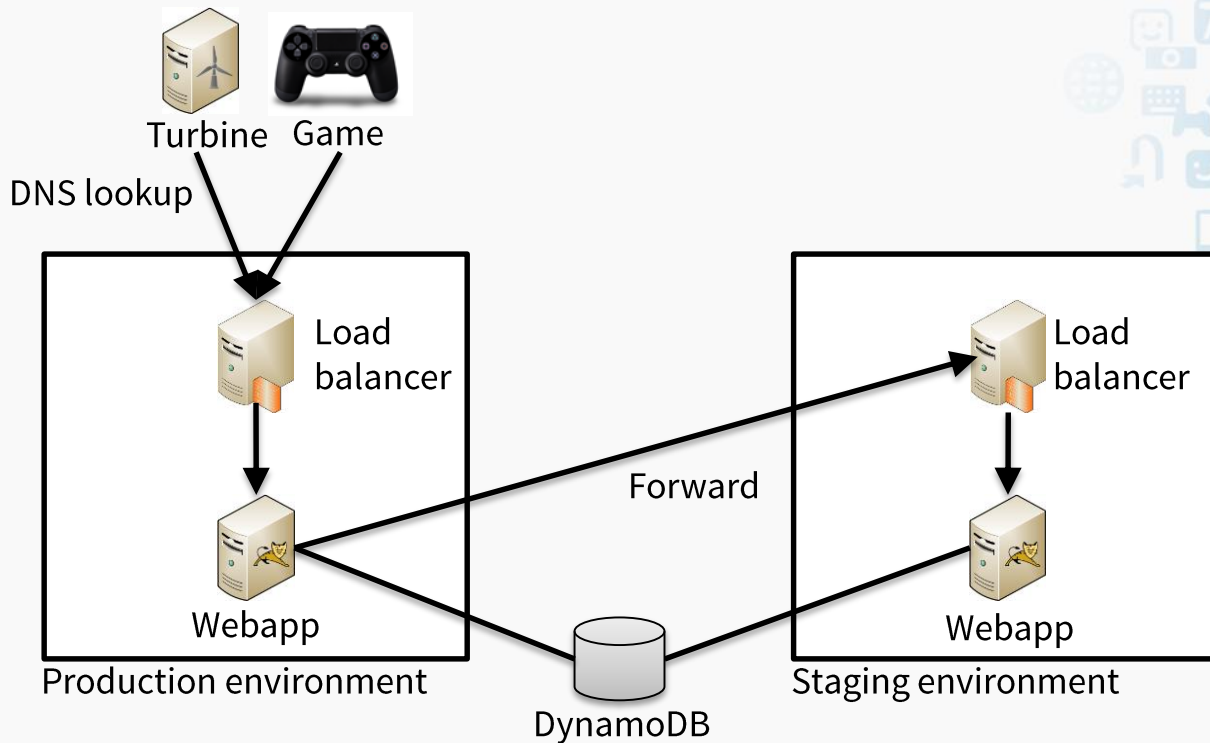 Turbine
Game
DNS lookup
Load
balancer
Load
balancer
Forward
Webapp
Webapp
Production environment
Staging environment
DynamoDB